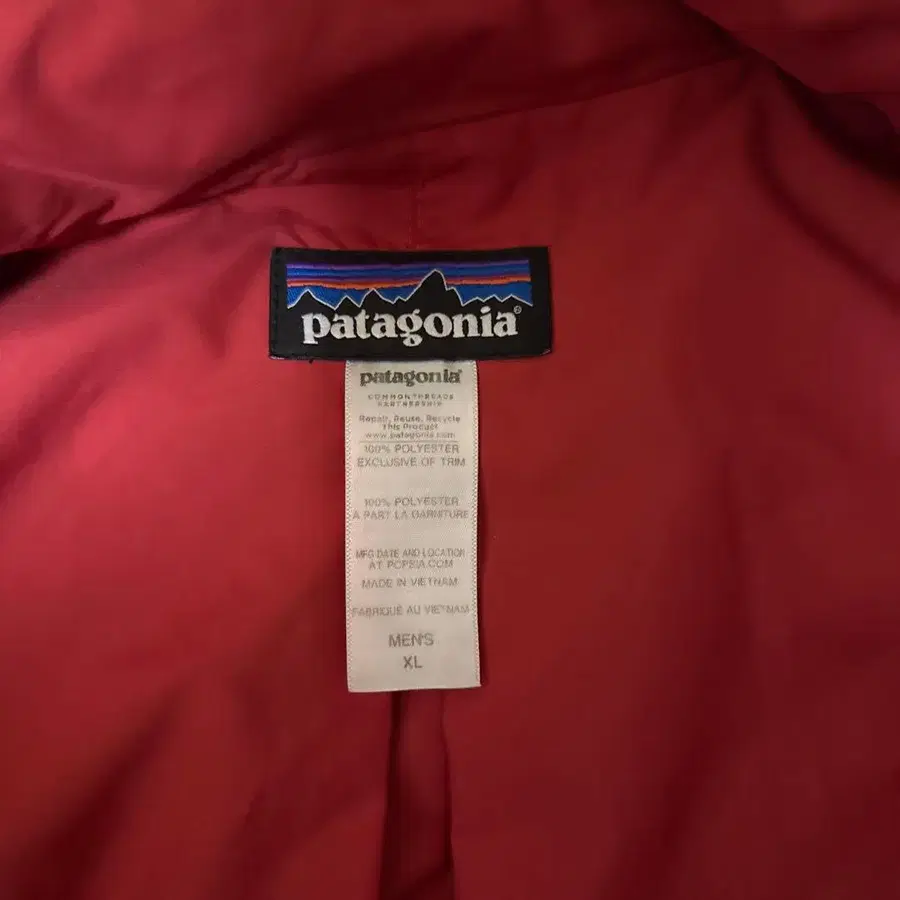 patagonia®
patagonia®
COMMON THREADS
PARTNERSHIP
Repair, Reuse, Recycle
This Product
www.patagonia.com
100% POLYESTER
EXCLUSIVE OF TRIM
100% POLYESTER
À PART LA GARNITURE
MFG DATE AND LOCATION
AT PCPSIA.COM
MADE IN VIETNAM
FABRIQUÉ AU VIETNAM
MEN'S
XL